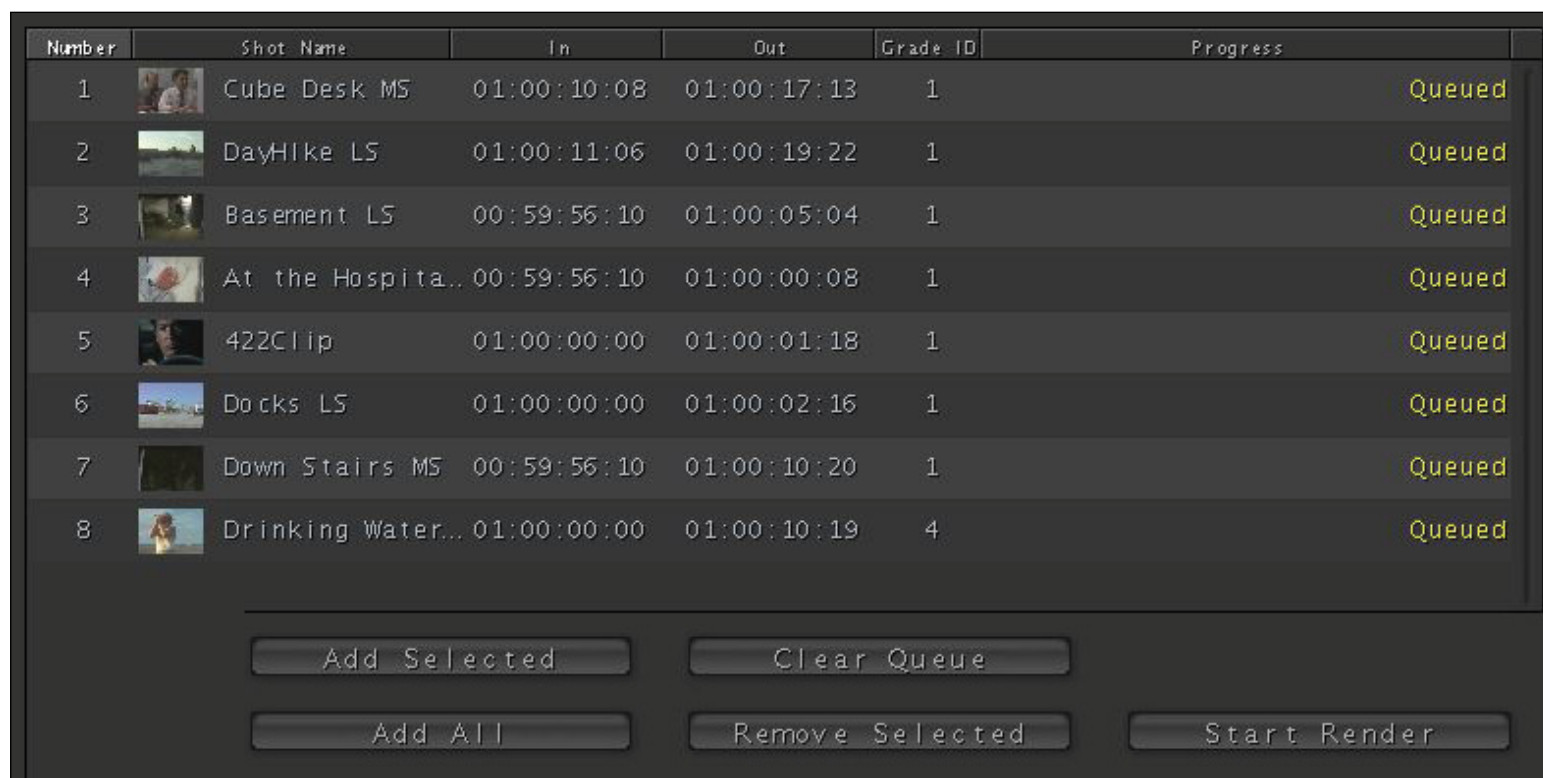 Number Shot Name In Out Grade ID Progress
1 Cube Desk MS 01:00:10:08 01:00:17:13 1 Queued
2 DayHIke LS 01:00:11:06 01:00:19:22 1 Queued
3 Basement LS 00:59:56:10 01:00:05:04 1 Queued
4 At the Hospita... 00:59:56:10 01:00:00:08 1 Queued
5 422Clip 01:00:00:00 01:00:01:18 1 Queued
6 Docks LS 01:00:00:00 01:00:02:16 1 Queued
7 Down Stairs MS 00:59:56:10 01:00:10:20 1 Queued
8 Drinking Water... 01:00:00:00 01:00:10:19 4 Queued
Add Selected Clear Queue
Add All Remove Selected Start Render